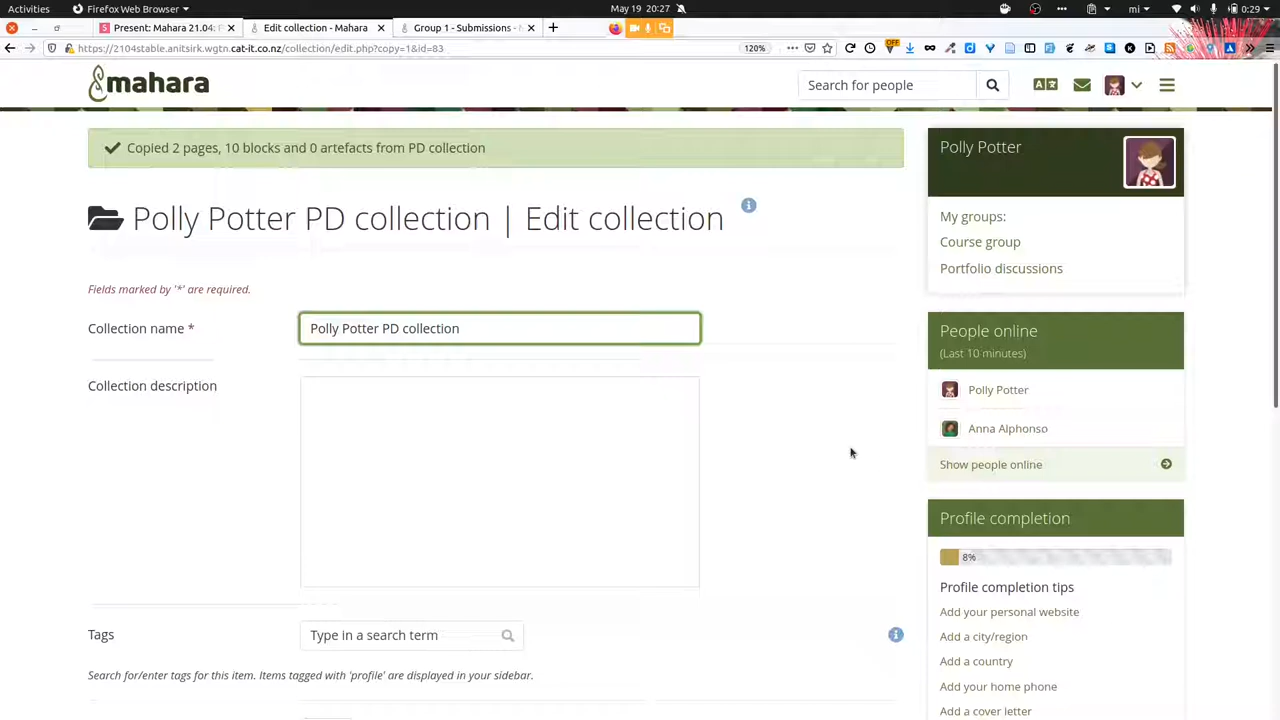 Activities
Firefox Web Browser
May 19 20:27
mi
0:29
Present: Mahara 21.04: F
Edit collection - Mahara
Group 1 - Submissions -
https://2104stable.anitsirk.wgtn.cat-it.co.nz/collection/edit.php?copy=1&id=83
120%
OFF
mahara
Search for people
Copied 2 pages, 10 blocks and 0 artefacts from PD collection
Polly Potter PD collection | Edit collection
Fields marked by '*' are required.
Collection name *
Polly Potter PD collection
Collection description
Tags
Type in a search term
Search for/enter tags for this item. Items tagged with 'profile' are displayed in your sidebar.
Polly Potter
My groups:
Course group
Portfolio discussions
People online
(Last 10 minutes)
Polly Potter
Anna Alphonso
Show people online
Profile completion
8%
Profile completion tips
Add your personal website
Add a city/region
Add a country
Add your home phone
Add a cover letter